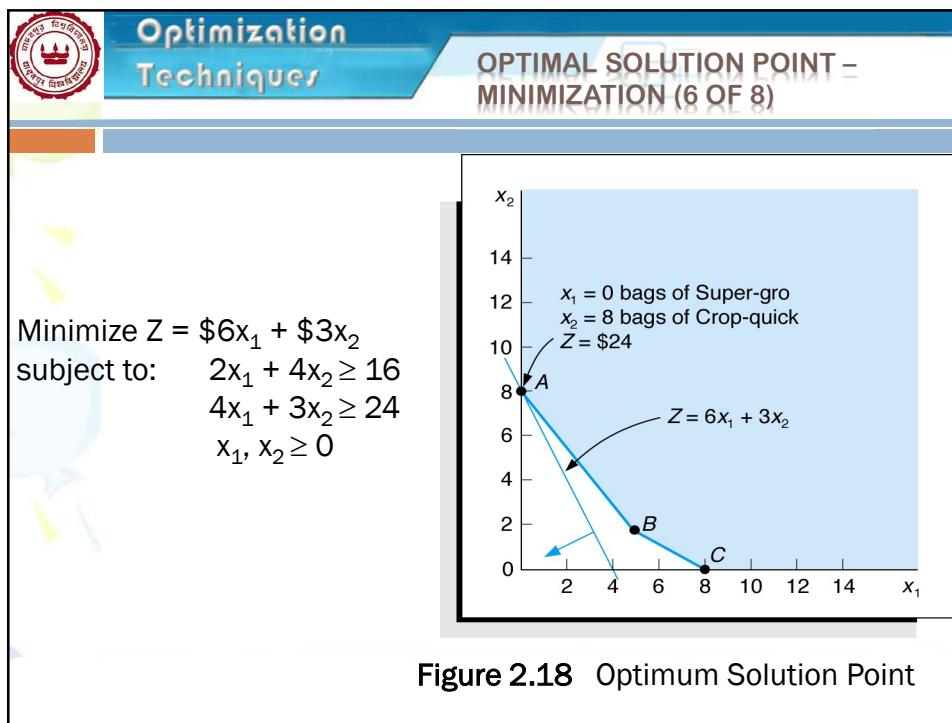 Optimization
Techniques
OPTIMAL SOLUTION POINT –
MINIMIZATION (6 OF 8)
Minimize Z = $6x₁ + $3x₂
subject to: 2x₁ + 4x₂ ≥ 16
4x₁ + 3x₂ ≥ 24
x₁, x₂ ≥ 0
x₂
14
12
10
8
6
4
2
0
x₁ = 0 bags of Super-gro
x₂ = 8 bags of Crop-quick
Z = $24
A
Z = 6x₁ + 3x₂
B
C
2 4 6 8 10 12 14 x₁
Figure 2.18 Optimum Solution Point